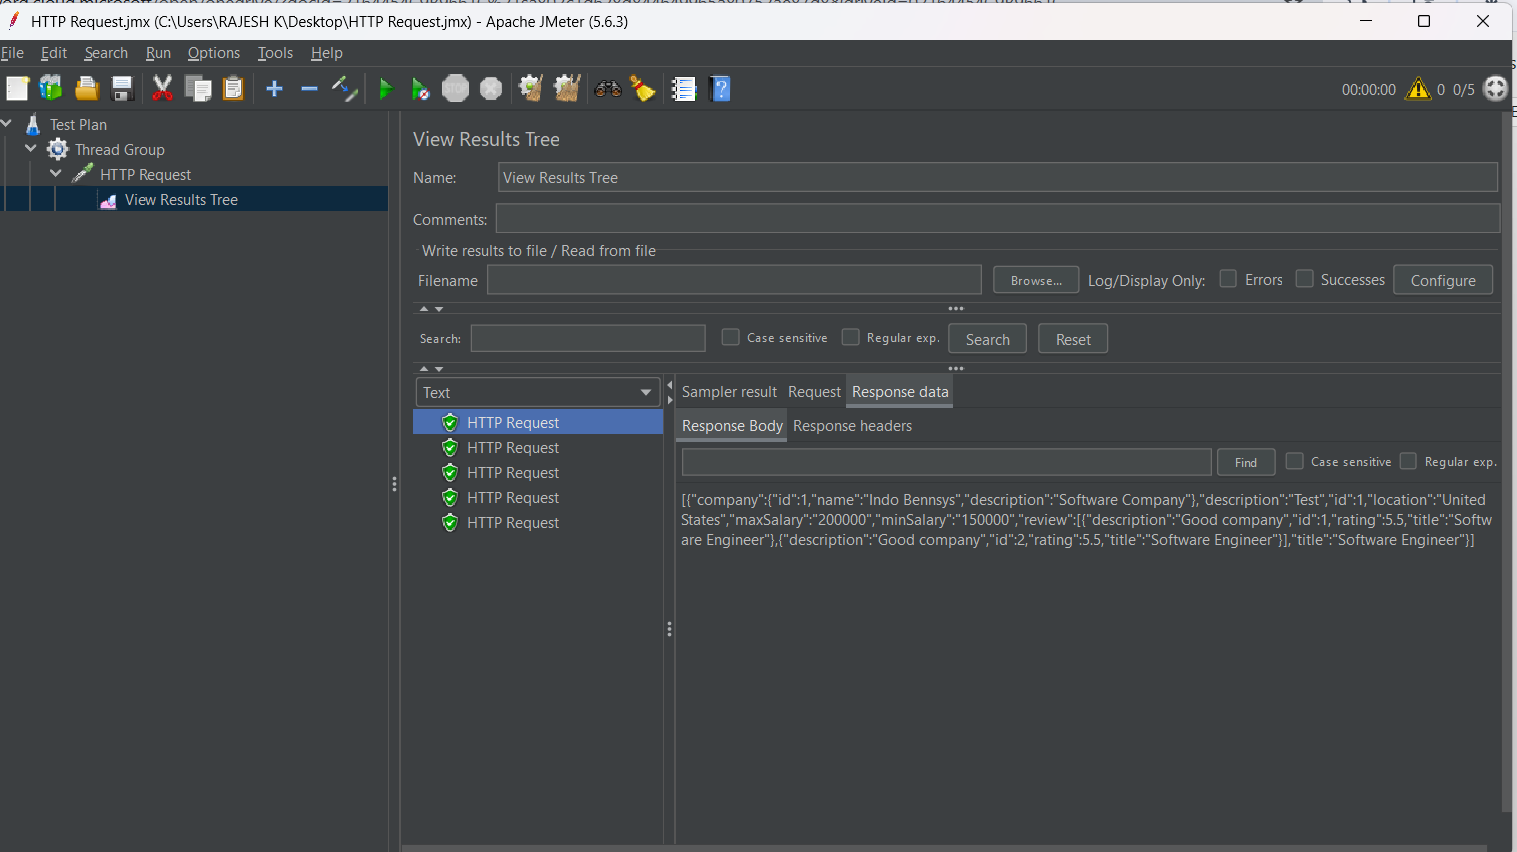 HTTP Request.jmx (C:\Users\RAJESH K\Desktop\HTTP Request.jmx) - Apache JMeter (5.6.3)
File Edit Search Run Options Tools Help
STOP
00:00:00 0 0/5
Test Plan
Thread Group
HTTP Request
View Results Tree
View Results Tree
Name: View Results Tree
Comments:
Write results to file / Read from file
Filename Browse... Log/Display Only: Errors Successes Configure
Search: Case sensitive Regular exp. Search Reset
Text
HTTP Request
HTTP Request
HTTP Request
HTTP Request
HTTP Request
Sampler result Request Response data
Response Body Response headers
Find Case sensitive Regular exp.
[{"company":{"id":1,"name":"Indo Bennsys","description":"Software Company"},"description":"Test","id":1,"location":"United
States","maxSalary":"200000","minSalary":"150000","review":[{"description":"Good company","id":1,"rating":5.5,"title":"Softw
are Engineer"},{"description":"Good company","id":2,"rating":5.5,"title":"Software Engineer"}],"title":"Software Engineer"}]